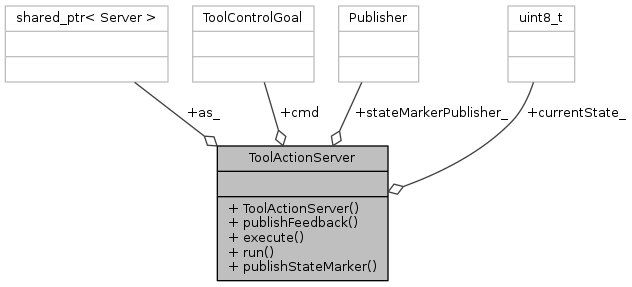 shared_ptr< Server >
ToolControlGoal
Publisher
uint8_t
+as_
+cmd
+stateMarkerPublisher_
+currentState_
ToolActionServer
+ ToolActionServer()
+ publishFeedback()
+ execute()
+ run()
+ publishStateMarker()